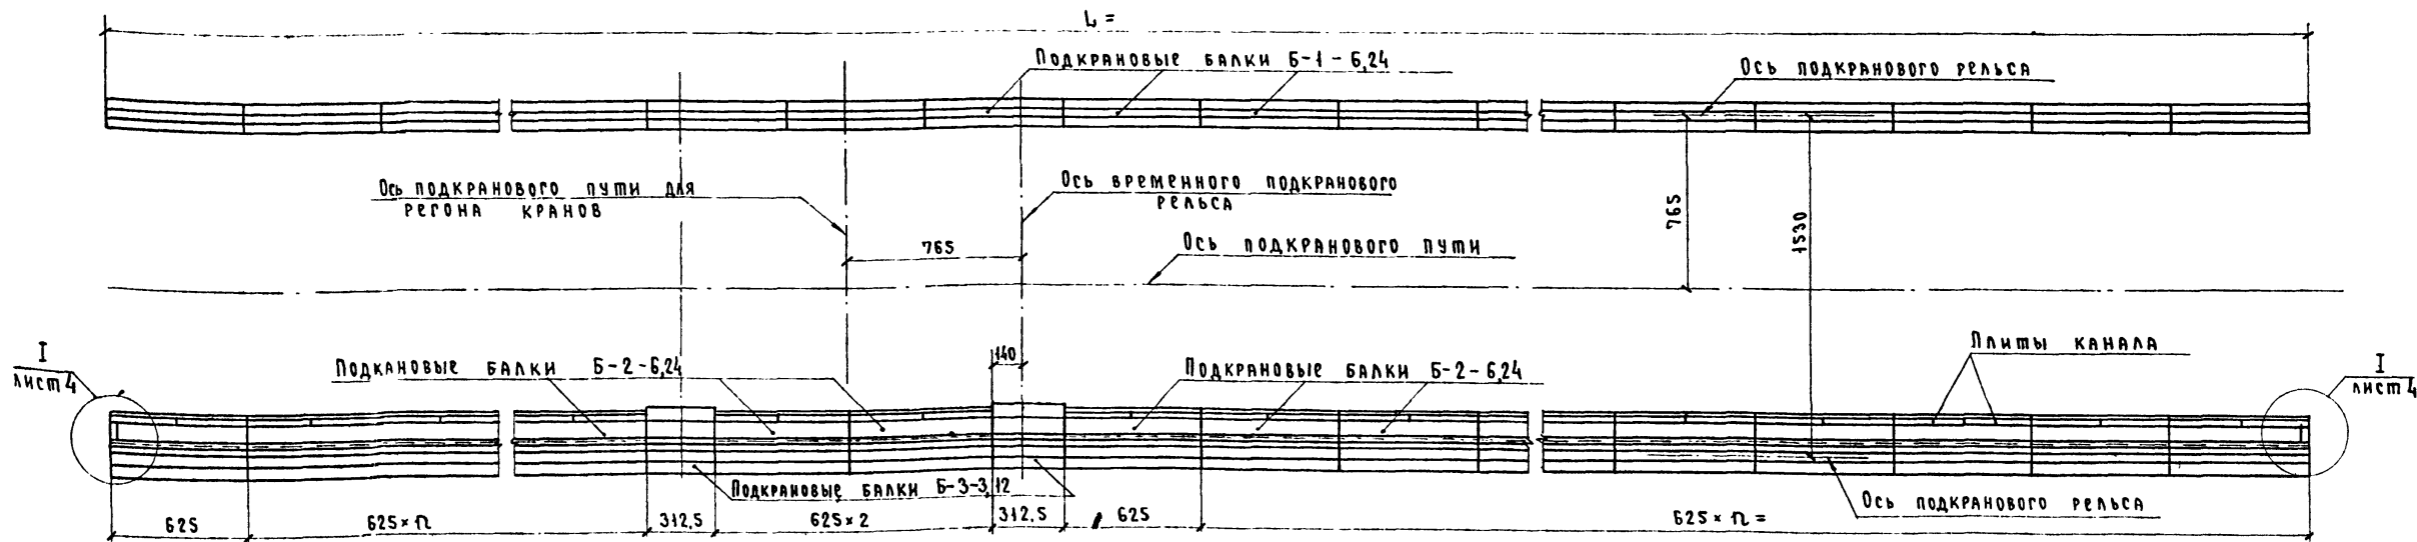 L =
Подкрановые балки Б-1-6,24
Ось подкранового рельса
Ось подкранового пути для
регона кранов
Ось временного подкранового
рельса
765
Ось подкранового пути
765
1530
I
лист 4
Подкановые балки Б-2-6,24
140
Подкрановые балки Б-2-6,24
Плиты канала
I
лист 4
Подкрановые балки Б-3-3,12
Ось подкранового рельса
625
625×n
312,5
625×2
312,5
625
625×n=